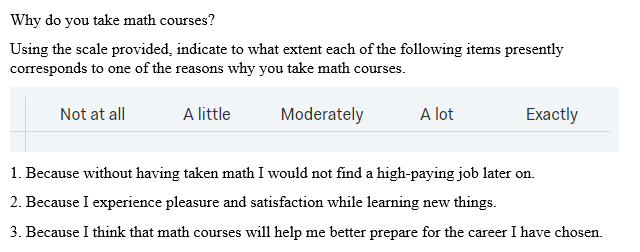 Why do you take math courses?
Using the scale provided, indicate to what extent each of the following items presently
corresponds to one of the reasons why you take math courses.
Not at all A little Moderately A lot Exactly
1. Because without having taken math I would not find a high-paying job later on.
2. Because I experience pleasure and satisfaction while learning new things.
3. Because I think that math courses will help me better prepare for the career I have chosen.